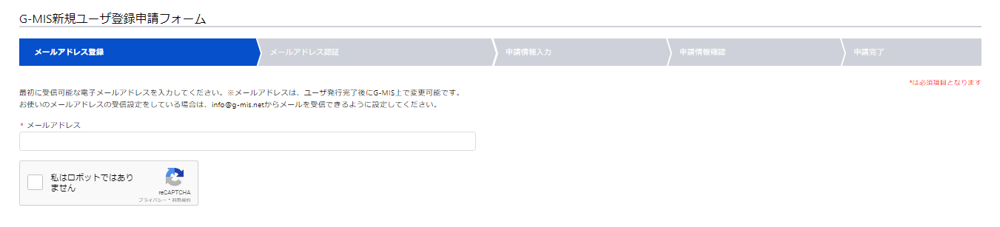 G-MIS新規ユーザ登録申請フォーム
メールアドレス登録
メールアドレス認証
申請情報入力
申請情報確認
申請完了
*は必須項目となります
最初に受信可能な電子メールアドレスを入力してください。※メールアドレスは、ユーザ発行完了後にG-MIS上で変更可能です。
お使いのメールアドレスの受信設定をしている場合は、info@g-mis.netからメールを受信できるように設定してください。
* メールアドレス
私はロボットではあり
ません
reCAPTCHA
プライバシー・利用規約